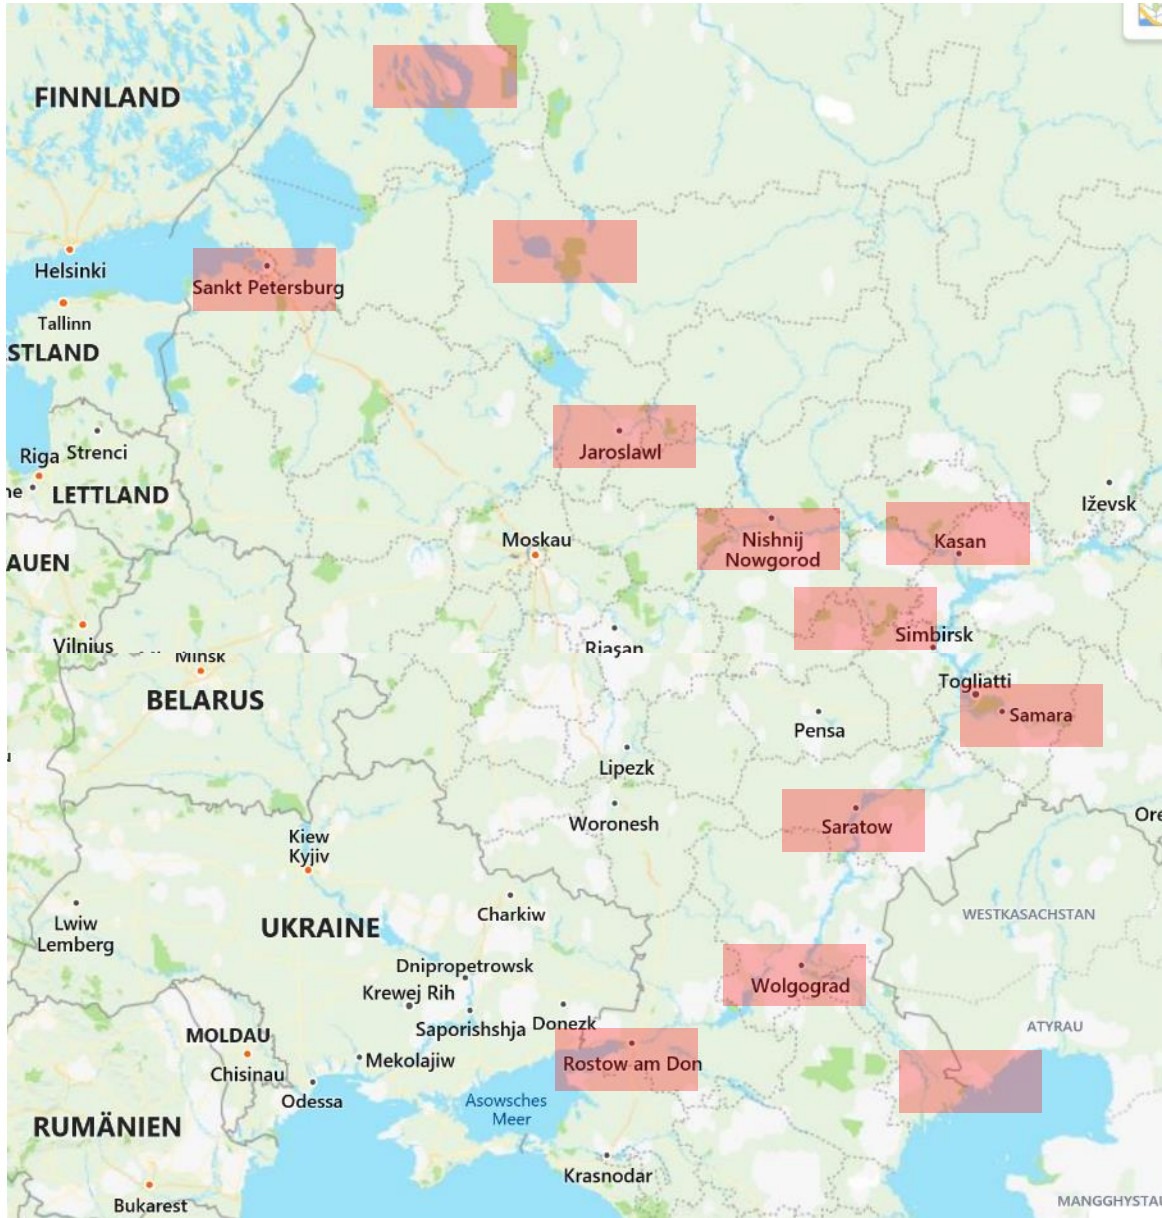 FINNLAND
Helsinki
Sankt Petersburg
Tallinn
STLAND
Jaroslawl
Riga
Strenci
ne
LETTLAND
Iževsk
Moskau
Nishnij
Nowgorod
Kasan
AUEN
Vilnius
Riasan
Simbirsk
Minsk
BELARUS
Togliatti
Samara
Pensa
Lipezk
Woronesh
Saratow
Ore
Kiew
Kyjiv
Lwiw
Lemberg
UKRAINE
Charkiw
WESTKASACHSTAN
Dnipropetrowsk
Krewej Rih
Wolgograd
Saporishshja
Donezk
ATYRAU
MOLDAU
Chisinau
Mekolajiw
Rostow am Don
Odessa
Asowsches
Meer
RUMÄNIEN
Krasnodar
Bukarest
MANGGHYSTAU